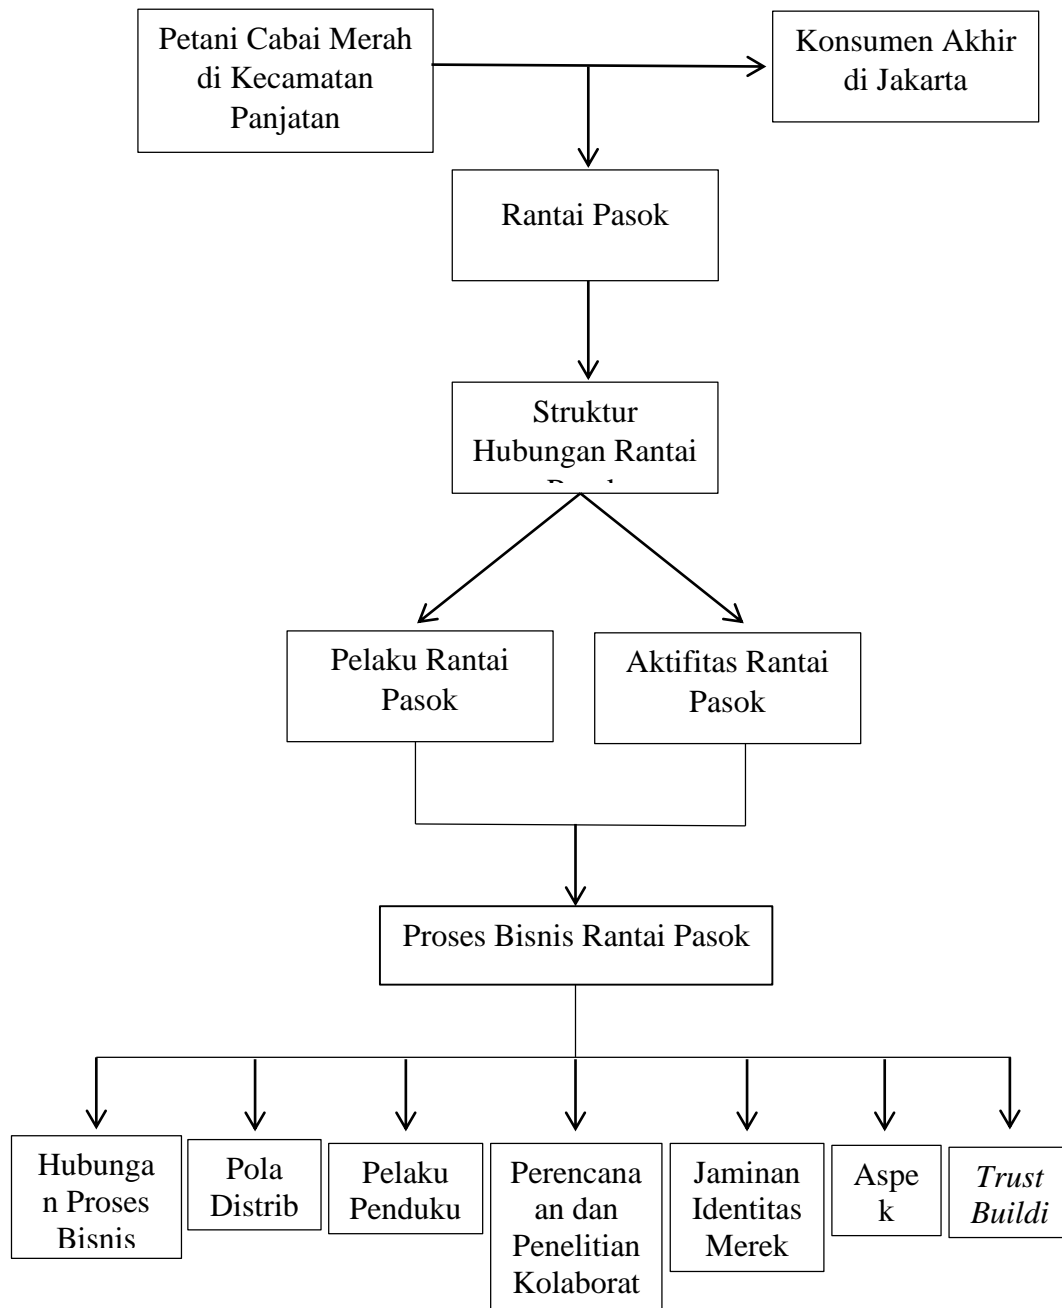 Petani Cabai Merah
di Kecamatan
Panjatan
Konsumen Akhir
di Jakarta
Rantai Pasok
Struktur
Hubungan Rantai
Pelaku Rantai
Pasok
Aktifitas Rantai
Pasok
Proses Bisnis Rantai Pasok
Hubunga
n Proses
Bisnis
Pola
Distrib
Pelaku
Penduku
Perencana
an dan
Penelitian
Kolaborat
Jaminan
Identitas
Merek
Aspe
k
Trust
Buildi